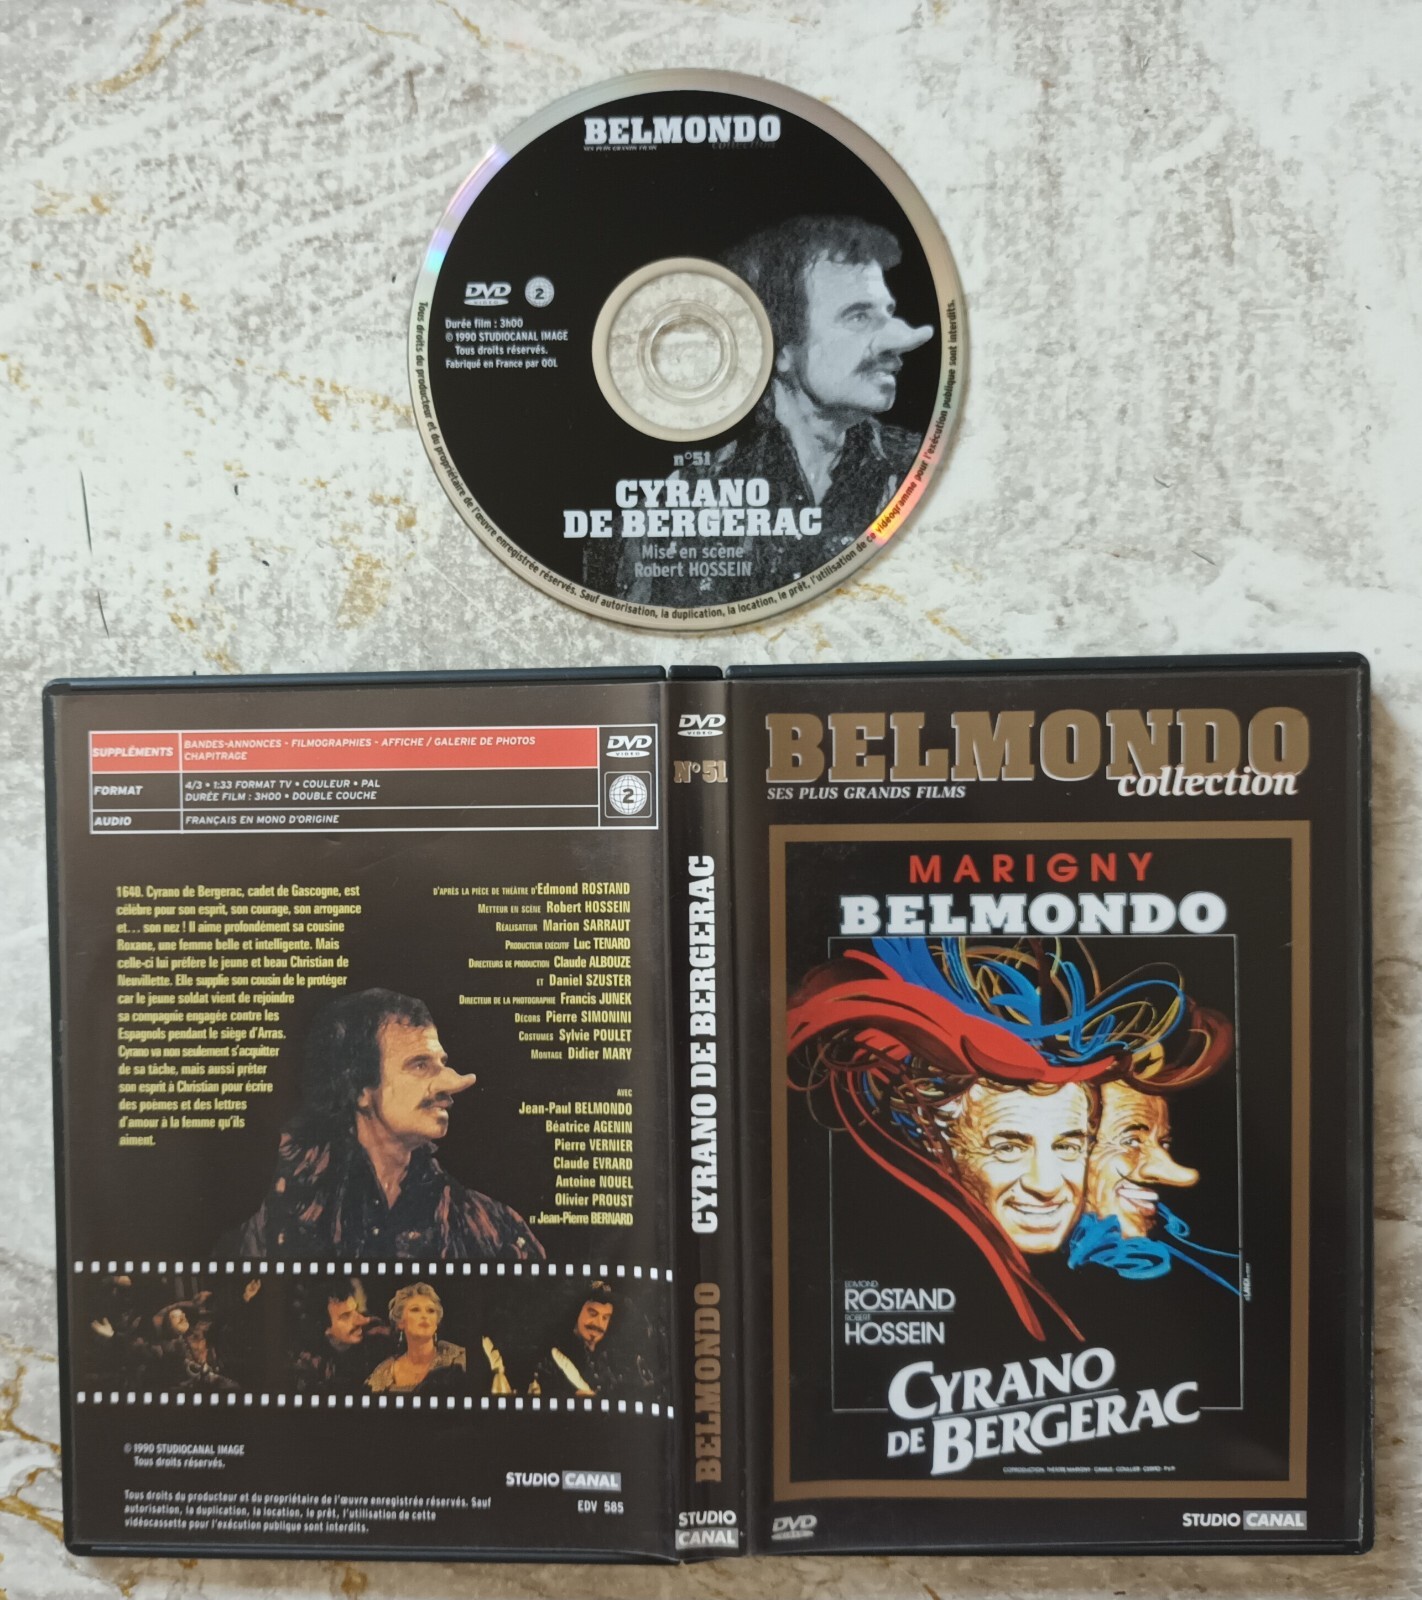 BELMONDO
SES PLUS GRANDS FILMS
collection
DVD
VIDEO
2
Durée film : 3h00
© 1990 STUDIOCANAL IMAGE
Tous droits réservés.
Fabriqué en France par QOL
n°51
CYRANO
DE BERGERAC
Mise en scène
Robert HOSSEIN
Tous droits du producteur et du propriétaire de l'œuvre enregistrée réservés. Sauf autorisation, la duplication, la location, le prêt, l'utilisation de ce vidéogramme pour l'exécution publique sont interdits.
SUPPLÉMENTS
BANDES-ANNONCES - FILMOGRAPHIES - AFFICHE / GALERIE DE PHOTOS
CHAPITRAGE
FORMAT
4/3 • 1:33 FORMAT TV • COULEUR • PAL
DURÉE FILM : 3H00 • DOUBLE COUCHE
AUDIO
FRANÇAIS EN MONO D'ORIGINE
DVD
VIDEO
2
1640. Cyrano de Bergerac, cadet de Gascogne, est
célèbre pour son esprit, son courage, son arrogance
et... son nez ! Il aime profondément sa cousine
Roxane, une femme belle et intelligente. Mais
celle-ci lui préfère le jeune et beau Christian de
Neuvillette. Elle supplie son cousin de le protéger
car le jeune soldat vient de rejoindre
sa compagnie engagée contre les
Espagnols pendant le siège d'Arras.
Cyrano va non seulement s'acquitter
de sa tâche, mais aussi prêter
son esprit à Christian pour écrire
des poèmes et des lettres
d'amour à la femme qu'ils
aiment.
D'APRÈS LA PIÈCE DE THÉÂTRE D'Edmond ROSTAND
METTEUR EN SCÈNE Robert HOSSEIN
RÉALISATEUR Marion SARRAUT
PRODUCTEUR EXÉCUTIF Luc TENARD
DIRECTEURS DE PRODUCTION Claude ALBOUZE
ET Daniel SZUSTER
DIRECTEUR DE LA PHOTOGRAPHIE Francis JUNEK
DÉCORS Pierre SIMONINI
COSTUMES Sylvie POULET
MONTAGE Didier MARY
AVEC
Jean-Paul BELMONDO
Béatrice AGENIN
Pierre VERNIER
Claude EVRARD
Antoine NOUEL
Olivier PROUST
ET Jean-Pierre BERNARD
© 1990 STUDIOCANAL IMAGE
Tous droits réservés.
STUDIO CANAL
EDV 585
Tous droits du producteur et du propriétaire de l'œuvre enregistrée réservés. Sauf
autorisation, la duplication, la location, le prêt, l'utilisation de cette
vidéocassette pour l'exécution publique sont interdits.
DVD
VIDEO
N°51
CYRANO DE BERGERAC
BELMONDO
STUDIO
CANAL
BELMONDO
collection
SES PLUS GRANDS FILMS
MARIGNY
BELMONDO
EDMOND
ROSTAND
ROBERT
HOSSEIN
CYRANO
DE BERGERAC
DVD
VIDEO
STUDIO CANAL